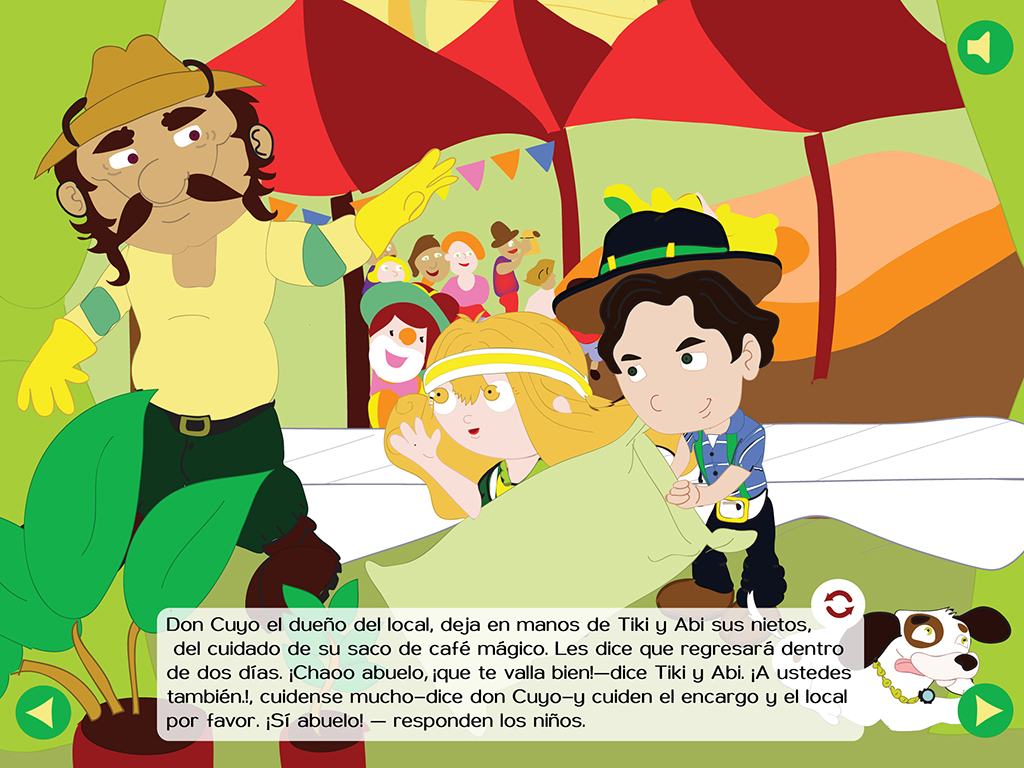 Don Cuyo el dueño del local, deja en manos de Tiki y Abi sus nietos,
del cuidado de su saco de café mágico. Les dice que regresará dentro
de dos días. ¡Chaoo abuelo, ¡que te valla bien!—dice Tiki y Abi. ¡A ustedes
también.!, cuidense mucho–dice don Cuyo–y cuiden el encargo y el local
por favor. ¡Sí abuelo! — responden los niños.